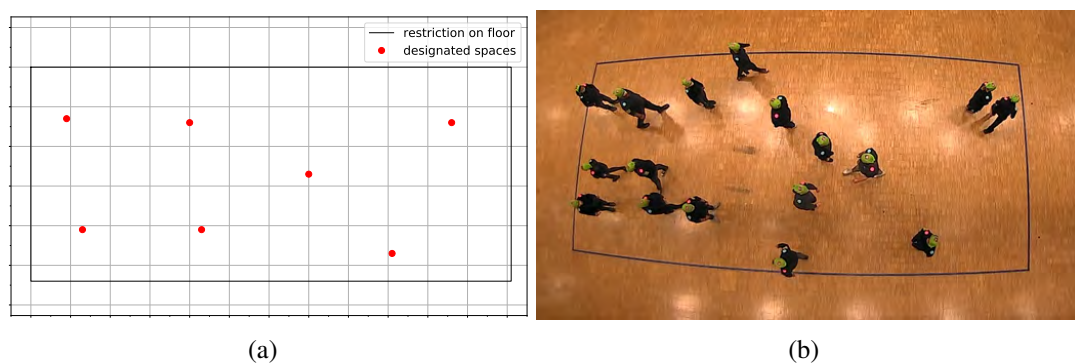 restriction on floor
designated spaces
(a)
(b)